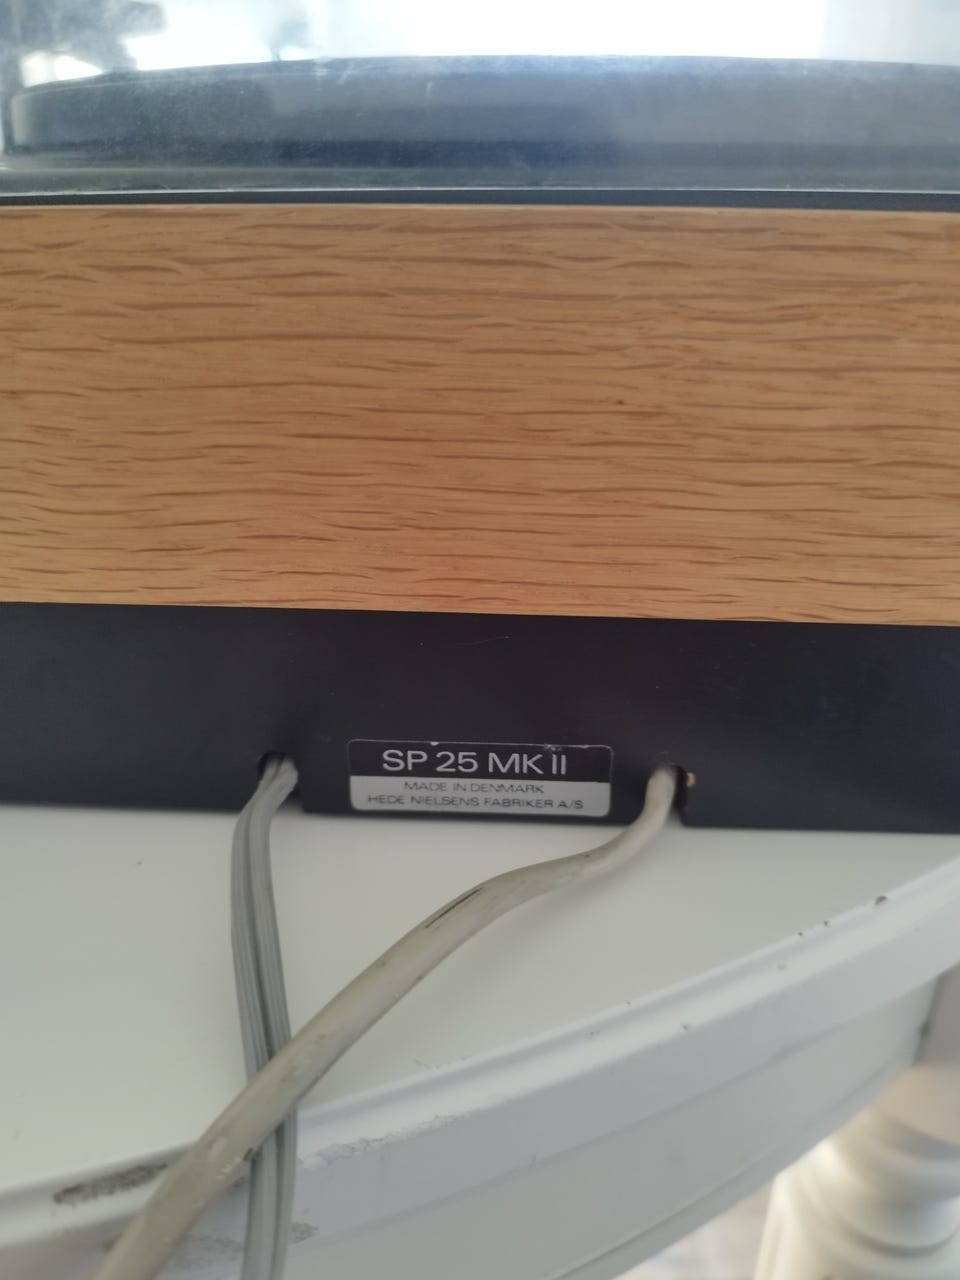 SP 25 MK II
MADE IN DENMARK
HEDE NIELSENS FABRIKER A/S